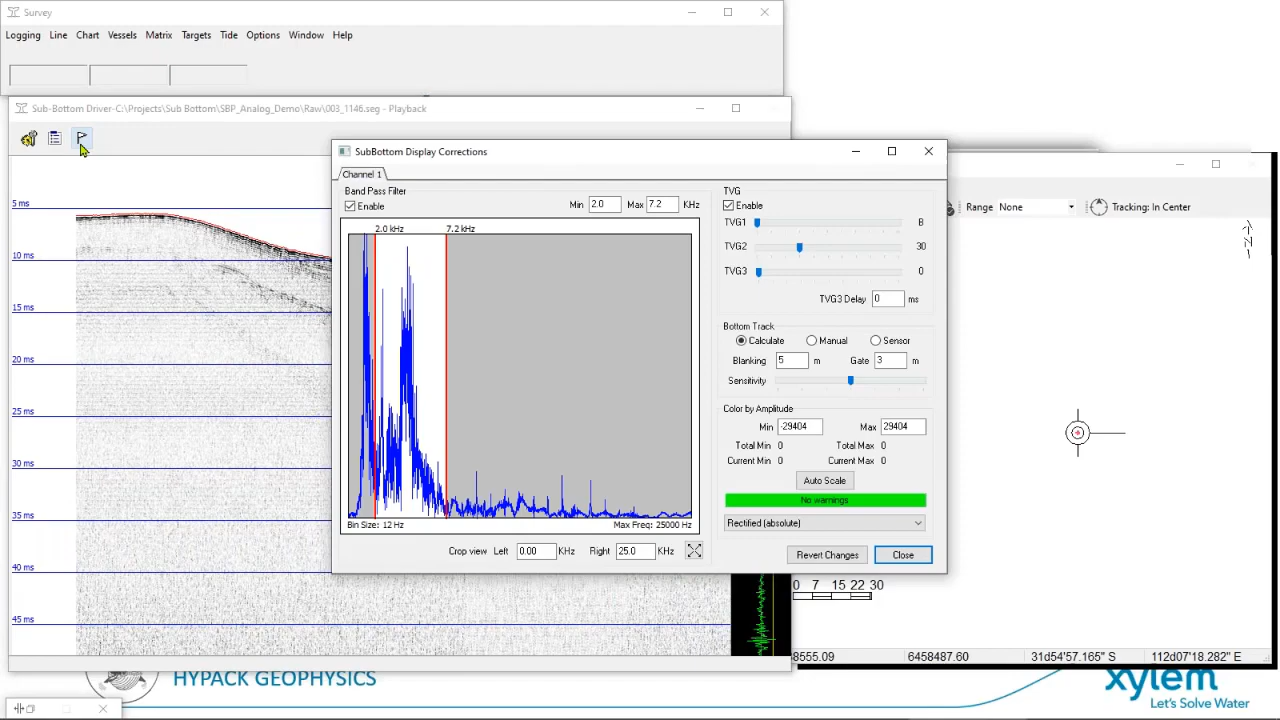 Survey
Logging Line Chart Vessels Matrix Targets Tide Options Window Help
Sub-Bottom Driver-C:\Projects\Sub Bottom\SBP_Analog_Demo\Raw\003_1146.seg - Playback
5 ms
10 ms
15 ms
20 ms
25 ms
30 ms
35 ms
40 ms
45 ms
SubBottom Display Corrections
Channel 1
Band Pass Filter
Enable
Min 2.0 Max 7.2 KHz
2.0 kHz 7.2 kHz
Bin Size: 12 Hz Max Freq: 25000 Hz
Crop view Left 0.00 KHz Right 25.0 KHz
TVG
Enable
TVG1 8
TVG2 30
TVG3 0
TVG3 Delay 0 ms
Bottom Track
Calculate Manual Sensor
Blanking 5 m Gate 3 m
Sensitivity
Color by Amplitude
Min -29404 Max 29404
Total Min 0 Total Max 0
Current Min 0 Current Max 0
Auto Scale
No warnings
Rectified (absolute)
Revert Changes Close
Range None Tracking: In Center
N
0 7 15 22 30
8555.09 6458487.60 31d54'57.165" S 112d07'18.282" E
HYPACK GEOPHYSICS
xylem
Let's Solve Water